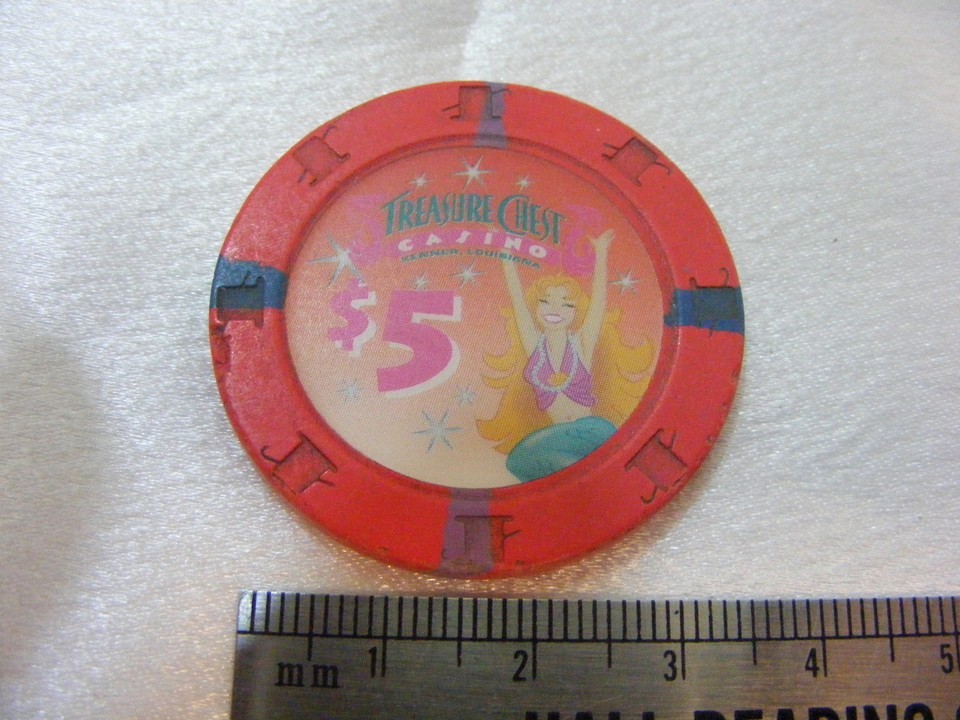 TREASURE CHEST
CASINO
KENNER, LOUISIANA
$5
mm 1 2 3 4 5